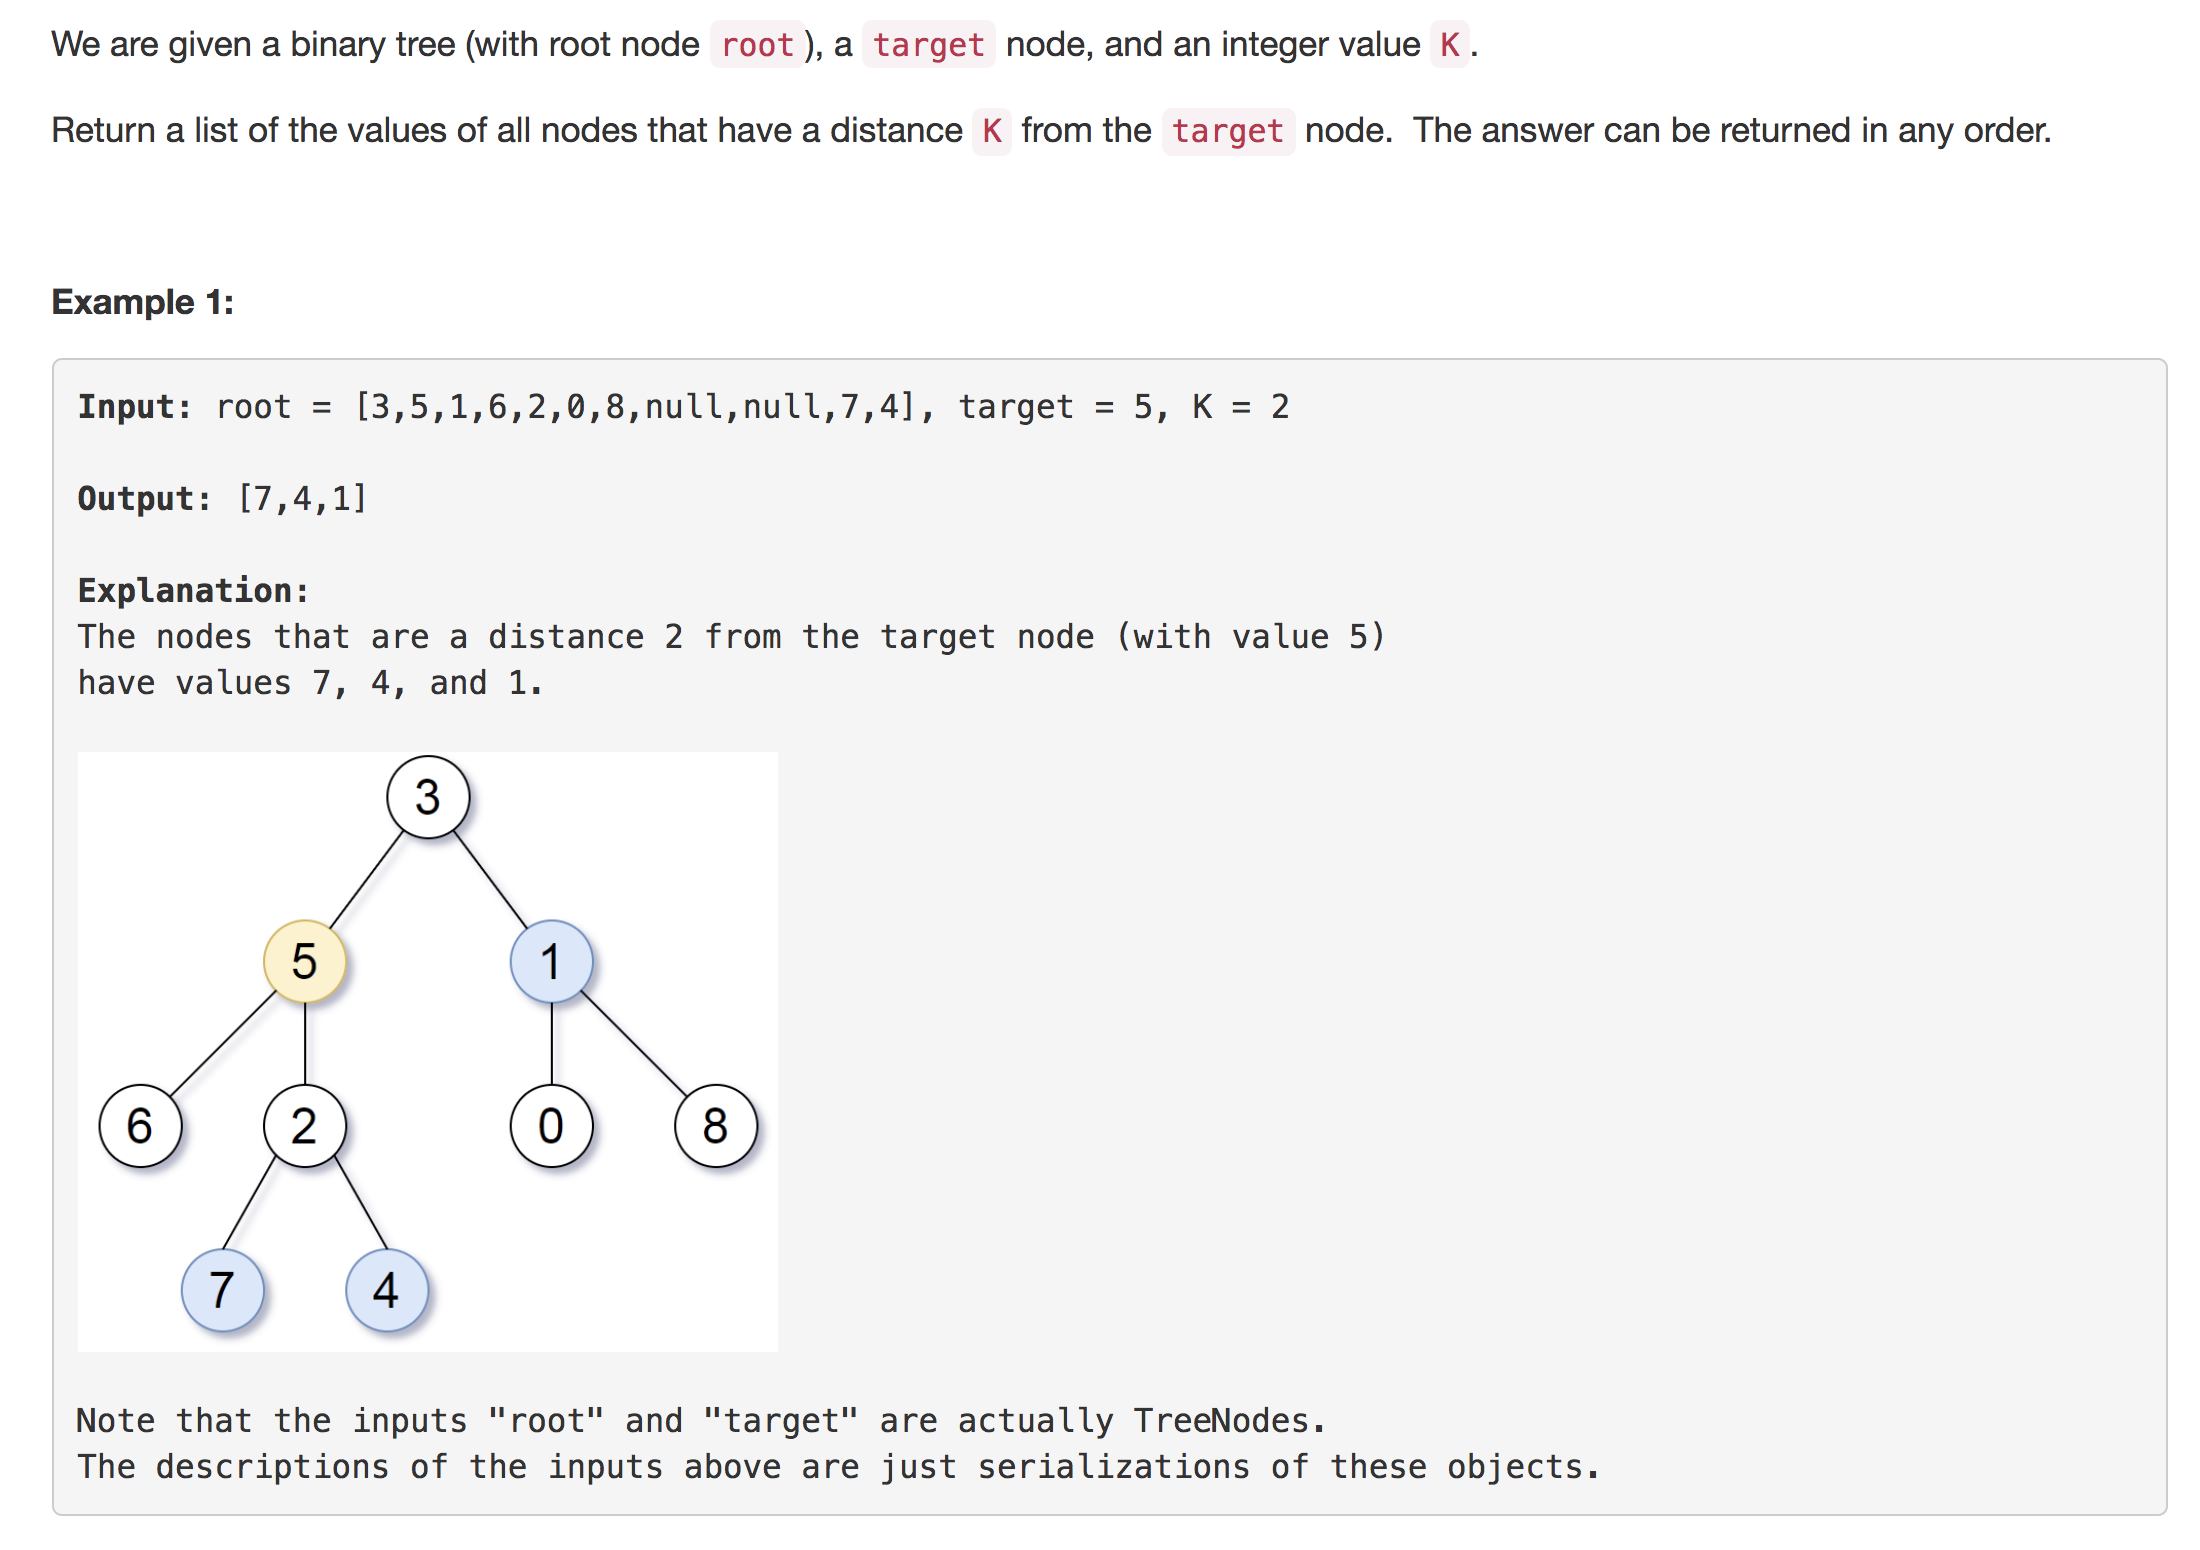 We are given a binary tree (with root node root), a target node, and an integer value K.
Return a list of the values of all nodes that have a distance K from the target node. The answer can be returned in any order.
Example 1:
Input: root = [3,5,1,6,2,0,8,null,null,7,4], target = 5, K = 2
Output: [7,4,1]
Explanation:
The nodes that are a distance 2 from the target node (with value 5)
have values 7, 4, and 1.
3
5 1
6 2 0 8
7 4
Note that the inputs "root" and "target" are actually TreeNodes.
The descriptions of the inputs above are just serializations of these objects.